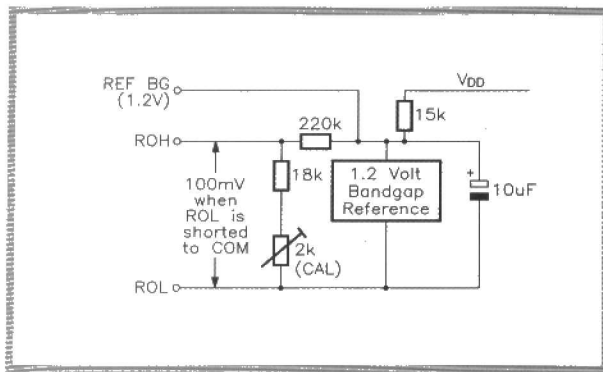 REF BG
(1.2V)
VDD
15k
220k
ROH
18k
100mV
when
ROL is
shorted
to COM
1.2 Volt
Bandgap
Reference
+
10uF
2k
(CAL)
ROL